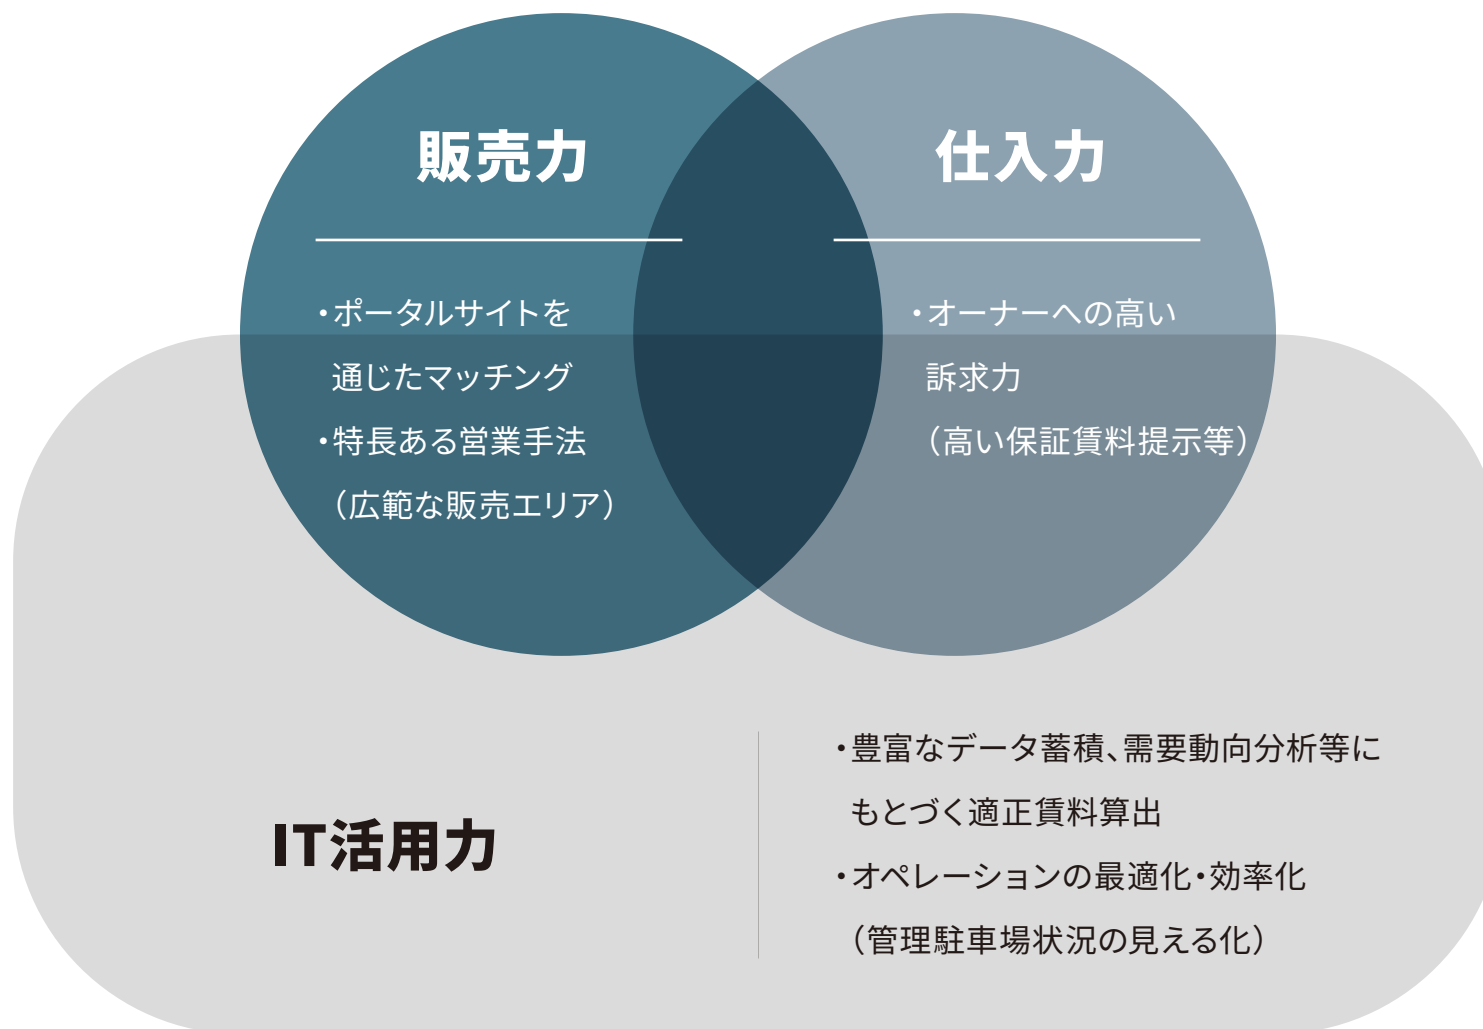 販売力
・ポータルサイトを
通じたマッチング
・特長ある営業手法
（広範な販売エリア）
仕入力
・オーナーへの高い
訴求力
（高い保証賃料提示等）
IT活用力
・豊富なデータ蓄積、需要動向分析等に
もとづく適正賃料算出
・オペレーションの最適化・効率化
（管理駐車場状況の見える化）